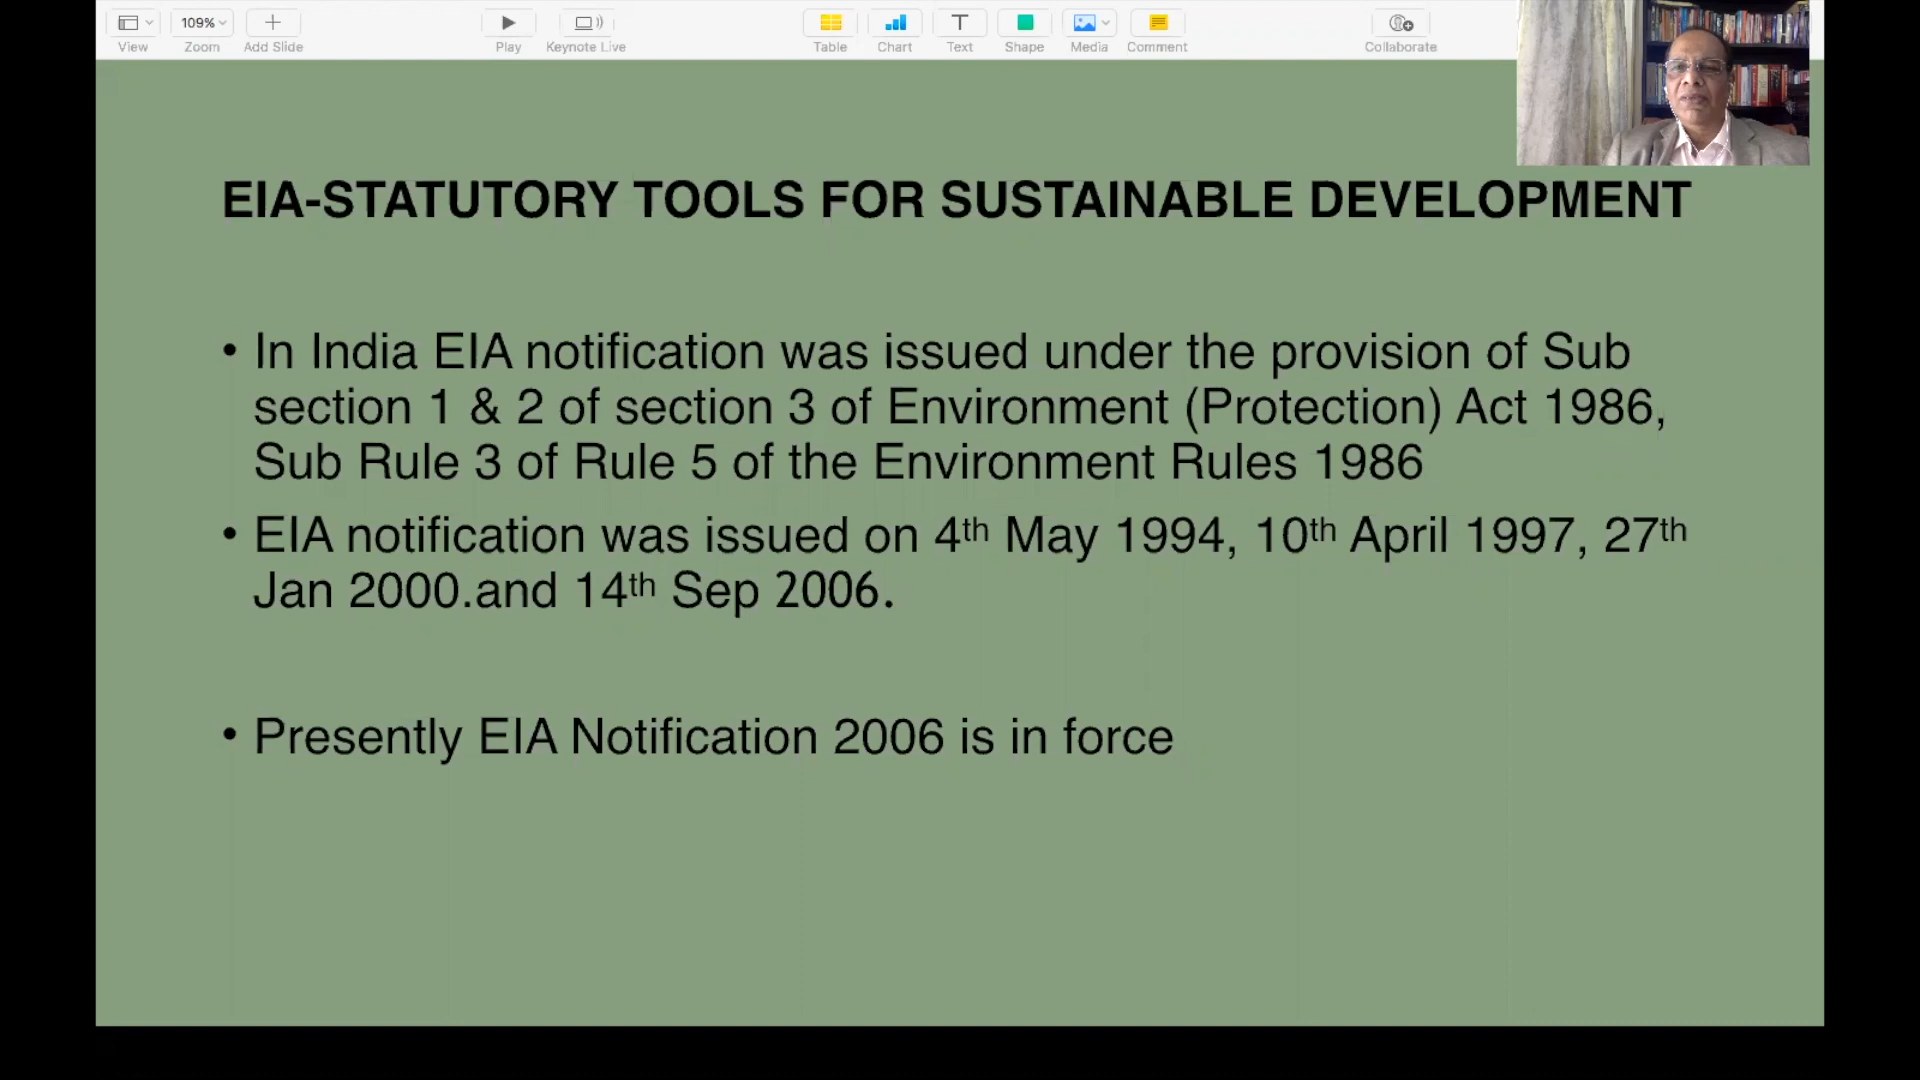 109%
View
Zoom
Add Slide
Play
Keynote Live
Table
Chart
Text
Shape
Media
Comment
Collaborate
EIA-STATUTORY TOOLS FOR SUSTAINABLE DEVELOPMENT
• In India EIA notification was issued under the provision of Sub
section 1 & 2 of section 3 of Environment (Protection) Act 1986,
Sub Rule 3 of Rule 5 of the Environment Rules 1986
• EIA notification was issued on 4th May 1994, 10th April 1997, 27th
Jan 2000.and 14th Sep 2006.
• Presently EIA Notification 2006 is in force